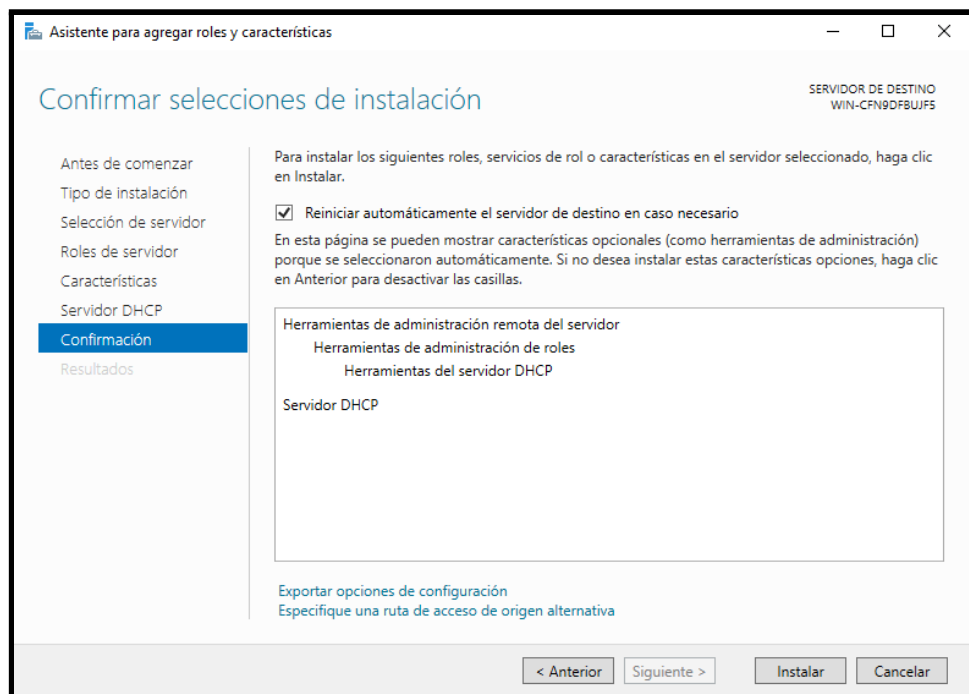 Asistente para agregar roles y características
Confirmar selecciones de instalación
SERVIDOR DE DESTINO
WIN-CFN9DFBUJF5
Antes de comenzar
Tipo de instalación
Selección de servidor
Roles de servidor
Características
Servidor DHCP
Confirmación
Resultados
Para instalar los siguientes roles, servicios de rol o características en el servidor seleccionado, haga clic
en Instalar.
Reiniciar automáticamente el servidor de destino en caso necesario
En esta página se pueden mostrar características opcionales (como herramientas de administración)
porque se seleccionaron automáticamente. Si no desea instalar estas características opciones, haga clic
en Anterior para desactivar las casillas.
Herramientas de administración remota del servidor
Herramientas de administración de roles
Herramientas del servidor DHCP
Servidor DHCP
Exportar opciones de configuración
Especifique una ruta de acceso de origen alternativa
< Anterior
Siguiente >
Instalar
Cancelar